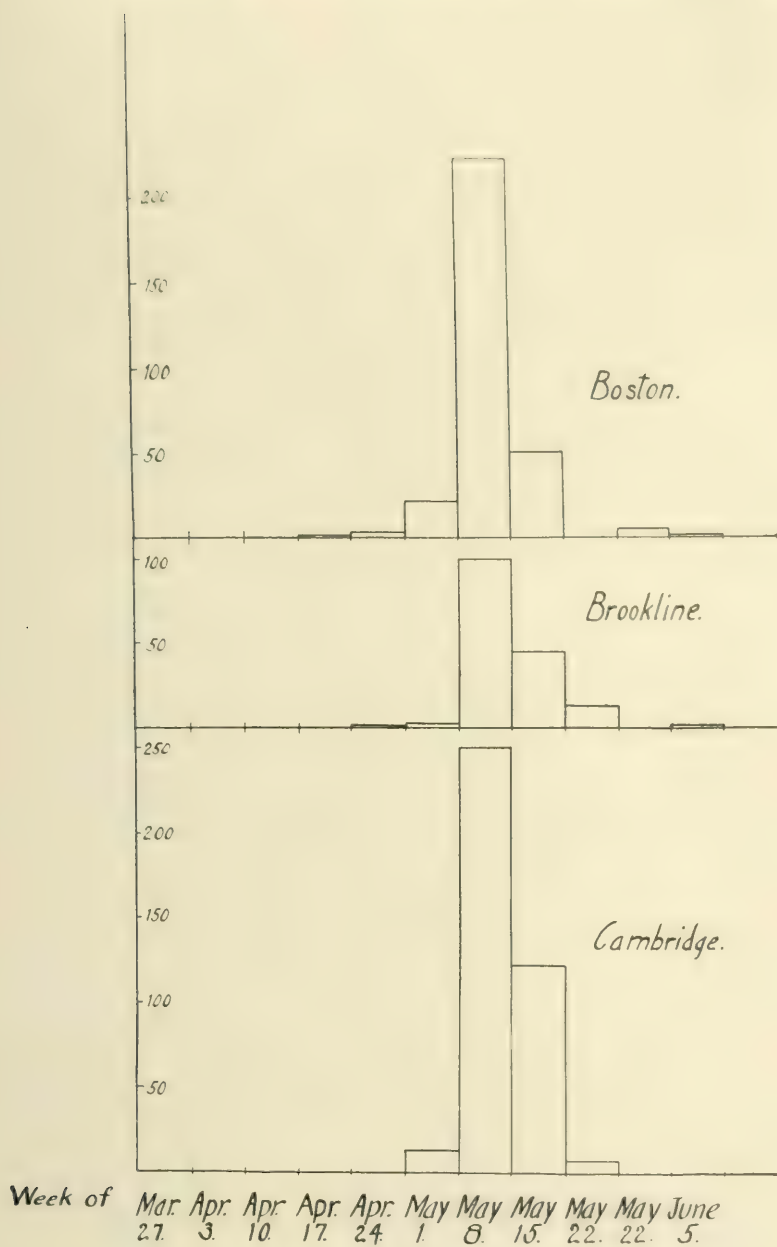 200
150
100
50
Boston.
100
50
Brookline.
250
200
150
100
50
Cambridge.
Week of Mar. Apr. Apr. Apr. Apr. May May May May May June
27. 3. 10. 17. 24. 1. 8. 15. 22. 22. 5.